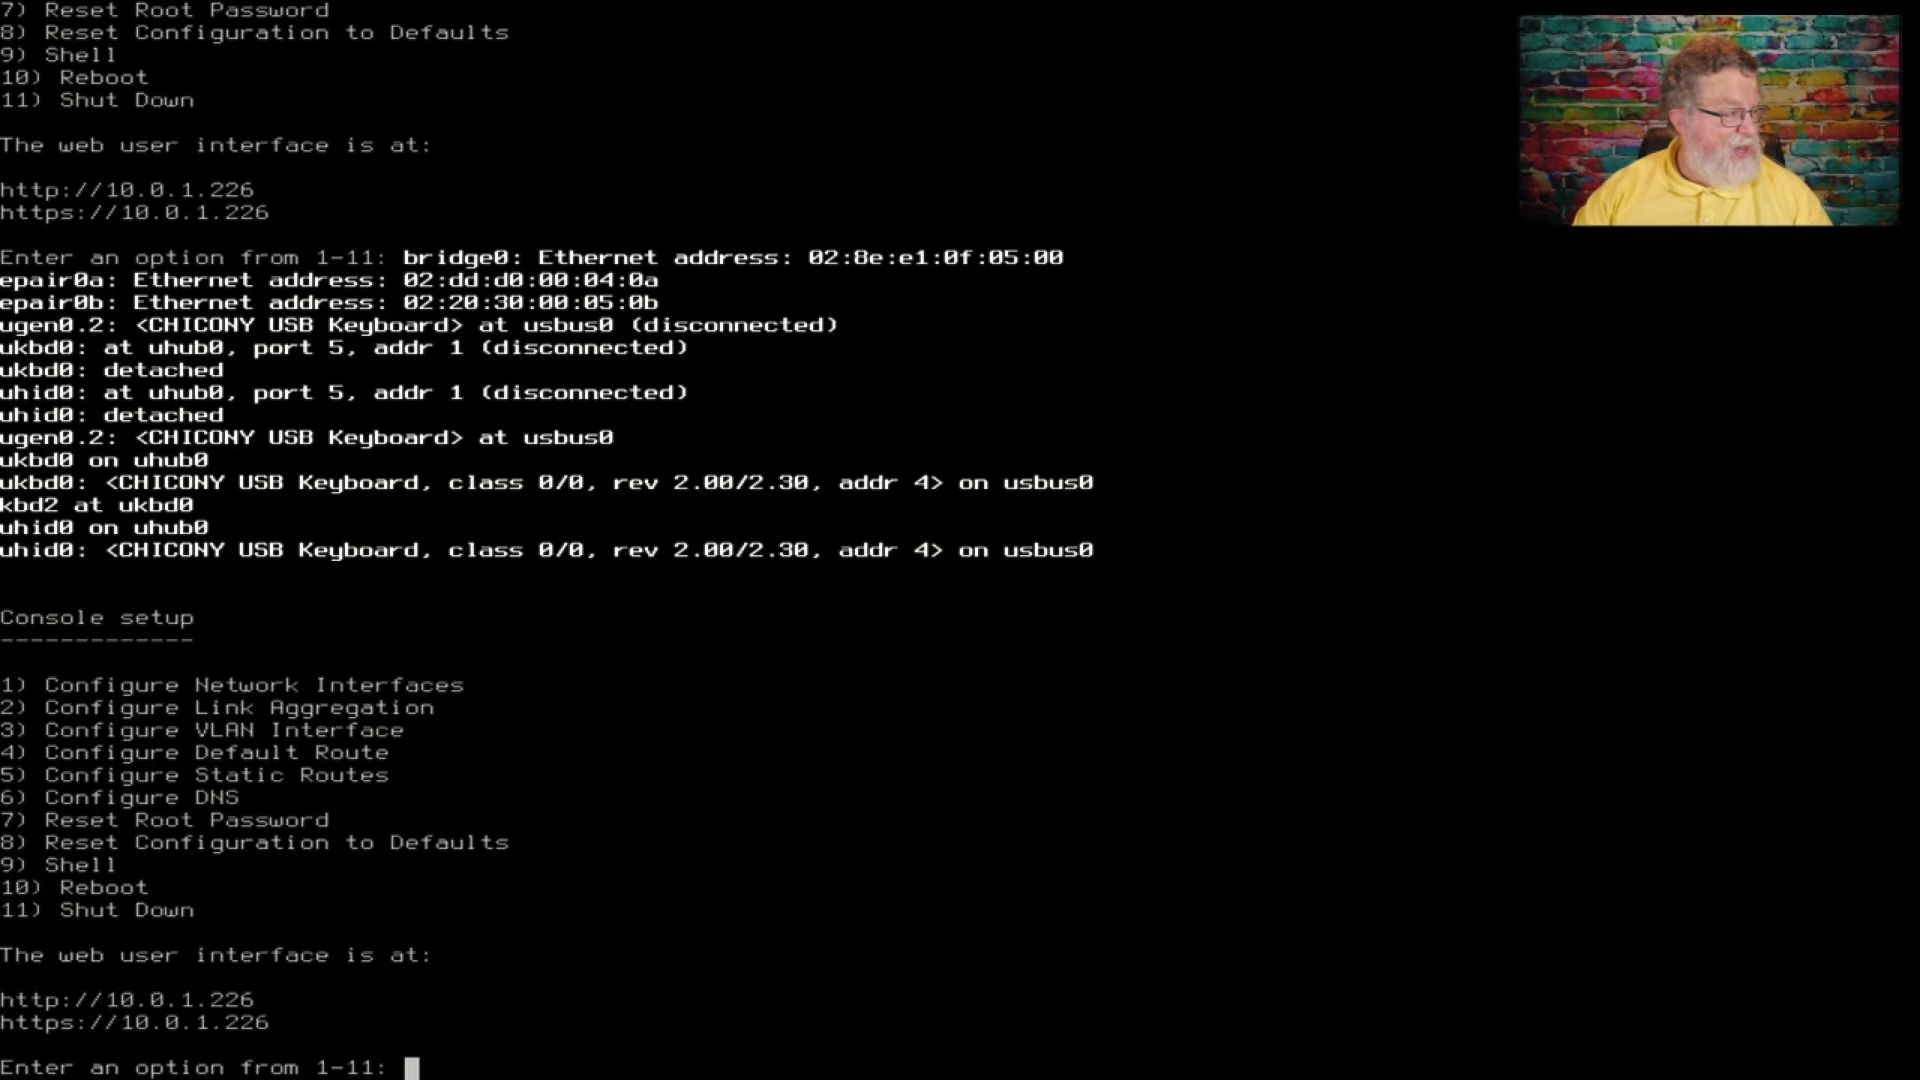 7) Reset Root Password
8) Reset Configuration to Defaults
9) Shell
10) Reboot
11) Shut Down
The web user interface is at:
http://10.0.1.226
https://10.0.1.226
Enter an option from 1-11: bridge0: Ethernet address: 02:8e:e1:0f:05:00
epair0a: Ethernet address: 02:dd:d0:00:04:0a
epair0b: Ethernet address: 02:20:30:00:05:0b
ugen0.2: <CHICONY USB Keyboard> at usbus0 (disconnected)
ukbd0: at uhub0, port 5, addr 1 (disconnected)
ukbd0: detached
uhid0: at uhub0, port 5, addr 1 (disconnected)
uhid0: detached
ugen0.2: <CHICONY USB Keyboard> at usbus0
ukbd0 on uhub0
ukbd0: <CHICONY USB Keyboard, class 0/0, rev 2.00/2.30, addr 4> on usbus0
kbd2 at ukbd0
uhid0 on uhub0
uhid0: <CHICONY USB Keyboard, class 0/0, rev 2.00/2.30, addr 4> on usbus0
Console setup
-------------
1) Configure Network Interfaces
2) Configure Link Aggregation
3) Configure VLAN Interface
4) Configure Default Route
5) Configure Static Routes
6) Configure DNS
7) Reset Root Password
8) Reset Configuration to Defaults
9) Shell
10) Reboot
11) Shut Down
The web user interface is at:
http://10.0.1.226
https://10.0.1.226
Enter an option from 1-11: